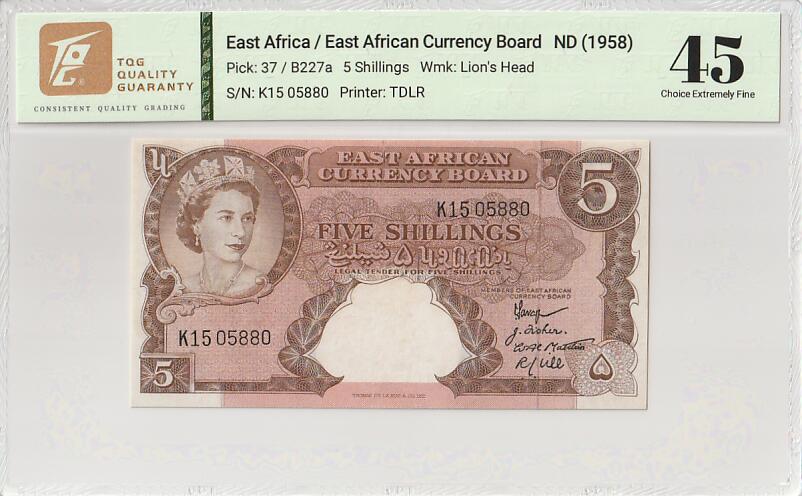 TQG
QUALITY
GUARANTY
CONSISTENT QUALITY GRADING
East Africa / East African Currency Board ND (1958)
Pick: 37 / B227a 5 Shillings Wmk: Lion's Head
S/N: K15 05880 Printer: TDLR
45
Choice Extremely Fine
EAST AFRICAN
CURRENCY BOARD
5
K15 05880
FIVE SHILLINGS
LEGAL TENDER FOR FIVE SHILLINGS
MEMBERS OF EAST AFRICAN
CURRENCY BOARD
K15 05880
5
٥